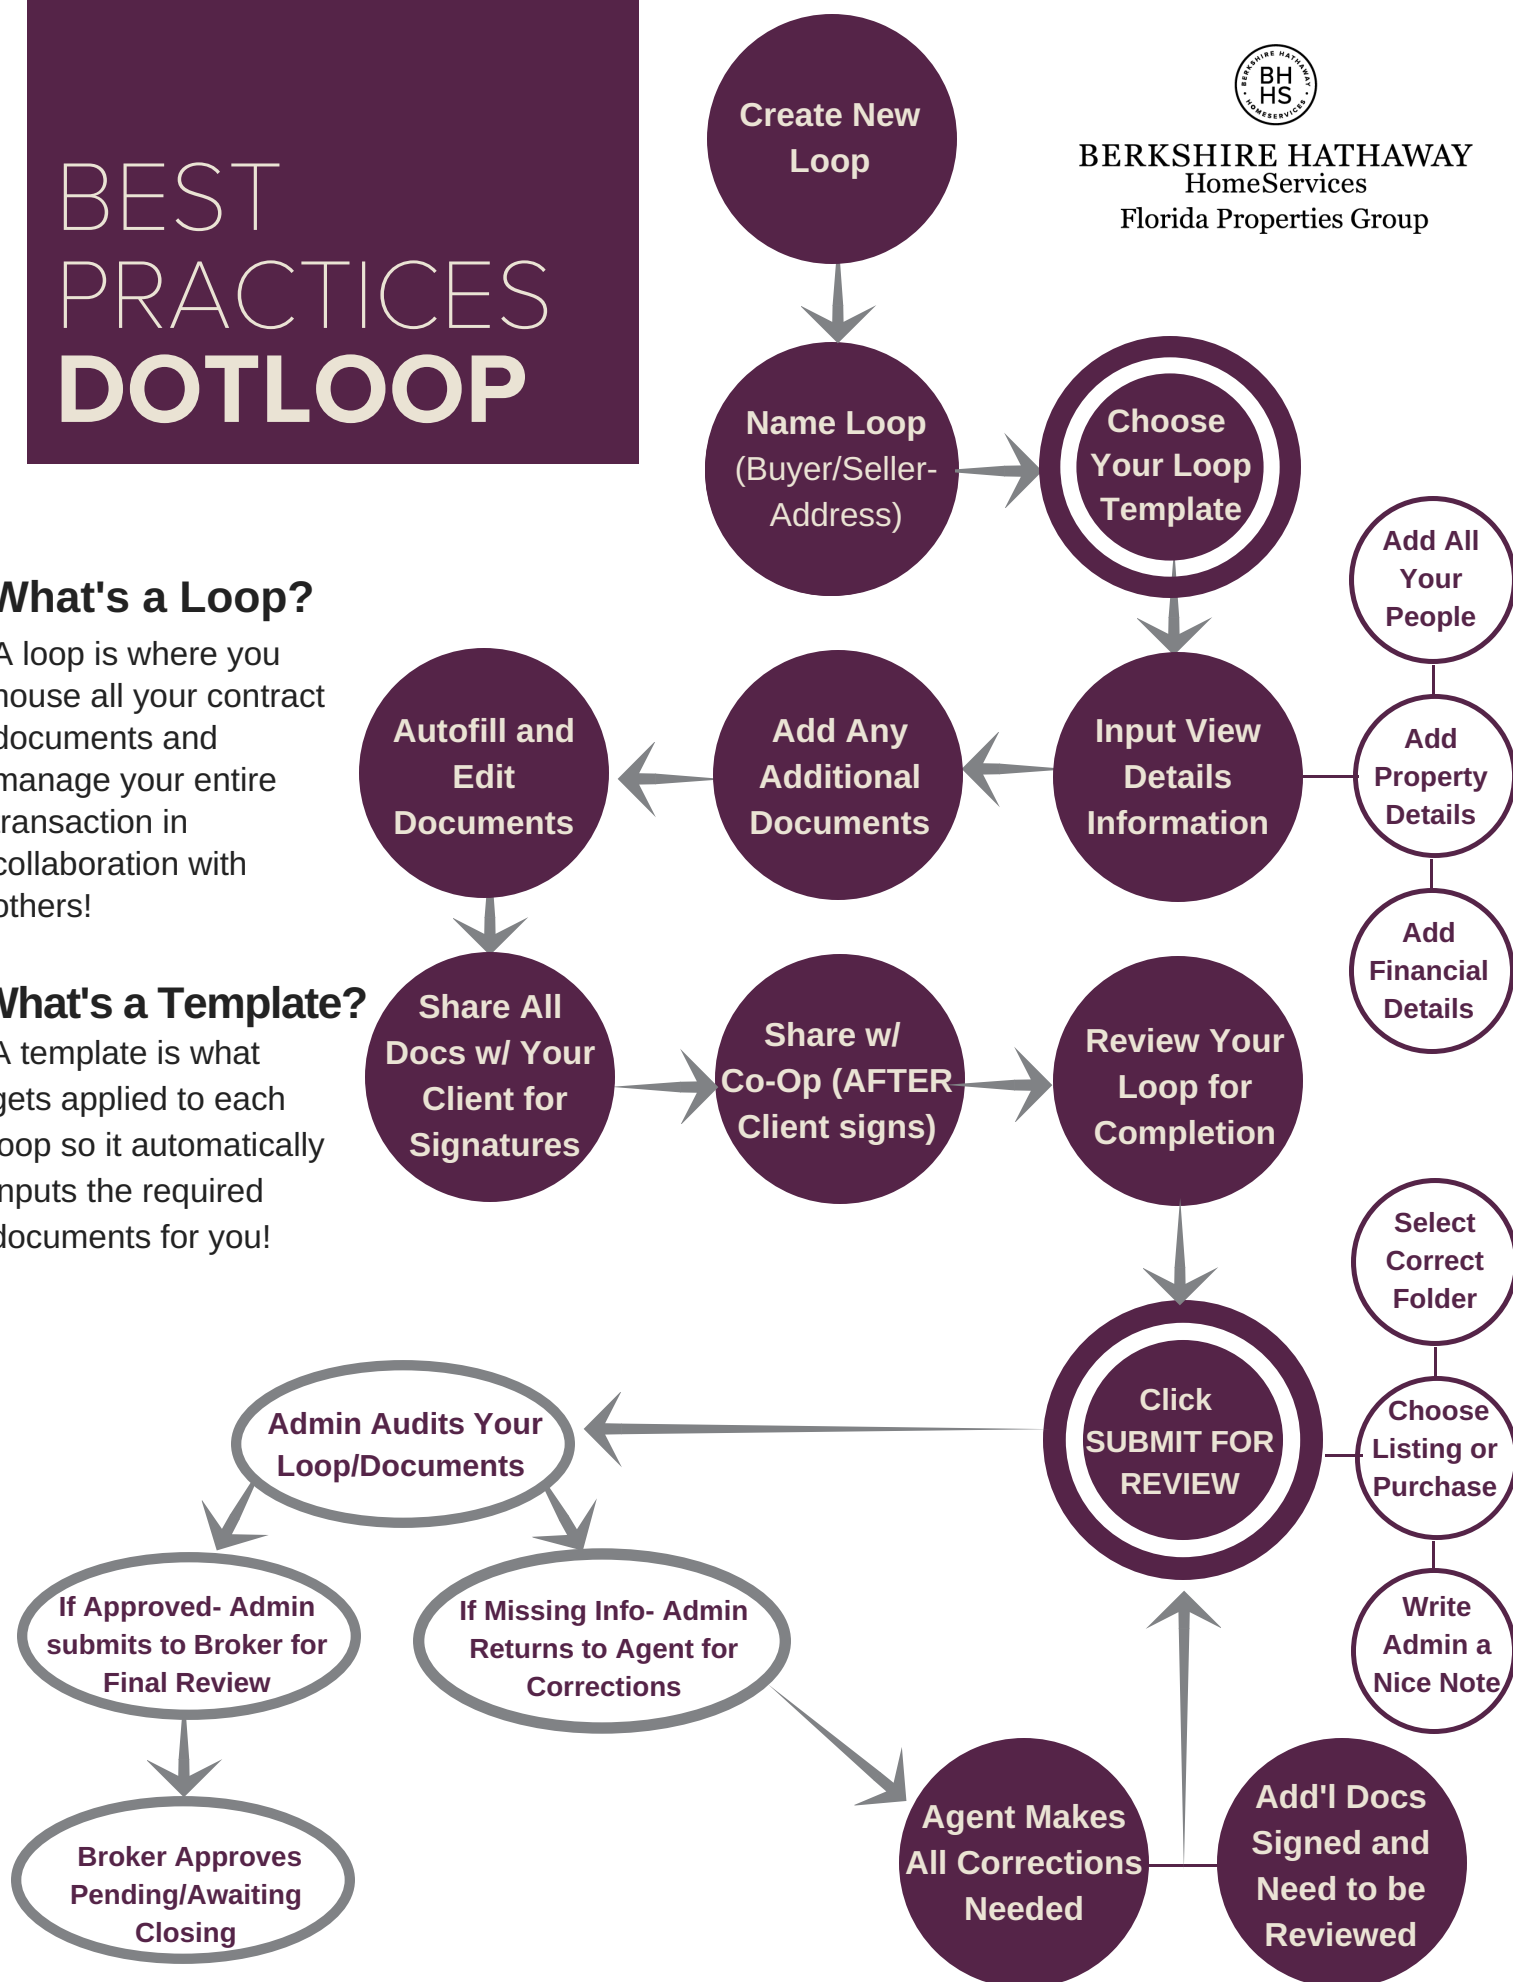 BEST
PRACTICES
DOTLOOP
BERKSHIRE HATHAWAY
HOMESERVICES
BH
HS
BERKSHIRE HATHAWAY
HomeServices
Florida Properties Group
Create New
Loop
Name Loop
(Buyer/Seller-
Address)
Choose
Your Loop
Template
What's a Loop?
A loop is where you
house all your contract
documents and
manage your entire
transaction in
collaboration with
others!
What's a Template?
A template is what
gets applied to each
loop so it automatically
inputs the required
documents for you!
Add All
Your
People
Add
Property
Details
Add
Financial
Details
Input View
Details
Information
Add Any
Additional
Documents
Autofill and
Edit
Documents
Share All
Docs w/ Your
Client for
Signatures
Share w/
Co-Op (AFTER
Client signs)
Review Your
Loop for
Completion
Select
Correct
Folder
Choose
Listing or
Purchase
Write
Admin a
Nice Note
Click
SUBMIT FOR
REVIEW
Admin Audits Your
Loop/Documents
If Approved- Admin
submits to Broker for
Final Review
If Missing Info- Admin
Returns to Agent for
Corrections
Broker Approves
Pending/Awaiting
Closing
Agent Makes
All Corrections
Needed
Add'l Docs
Signed and
Need to be
Reviewed